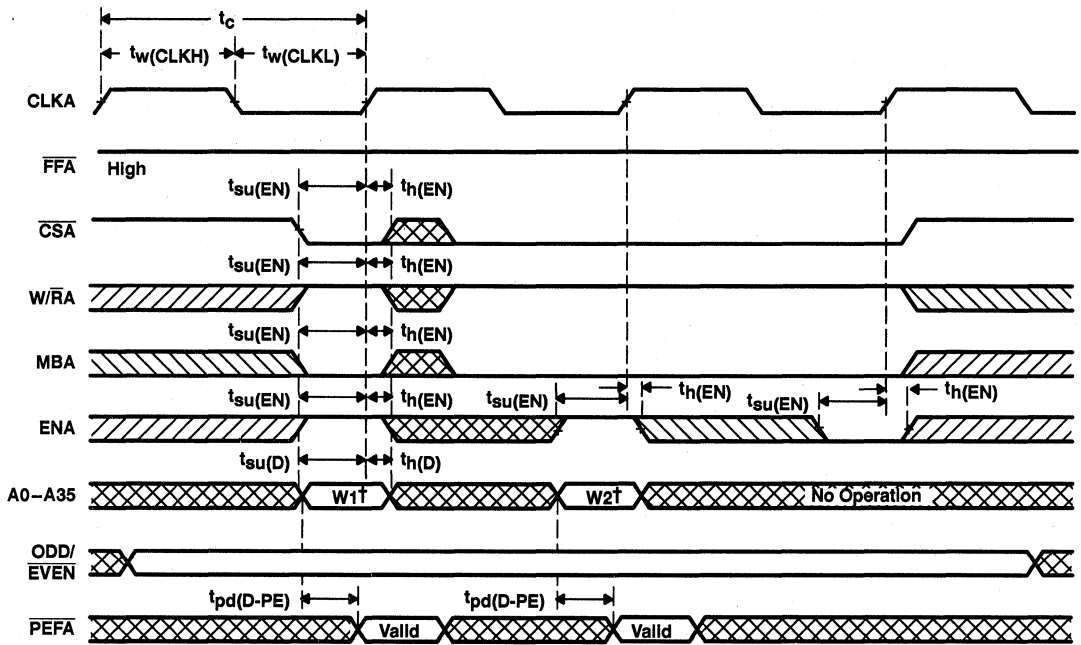 tc
tw(CLKH) tw(CLKL)
CLKA
FFA High
tsu(EN) th(EN)
CSA
tsu(EN) th(EN)
W/RA
tsu(EN) th(EN)
MBA
tsu(EN) th(EN) tsu(EN) th(EN) tsu(EN) th(EN)
ENA
tsu(D) th(D)
A0–A35 W1† W2† No Operation
ODD/
EVEN
tpd(D-PE) tpd(D-PE)
PEFA Valid Valid